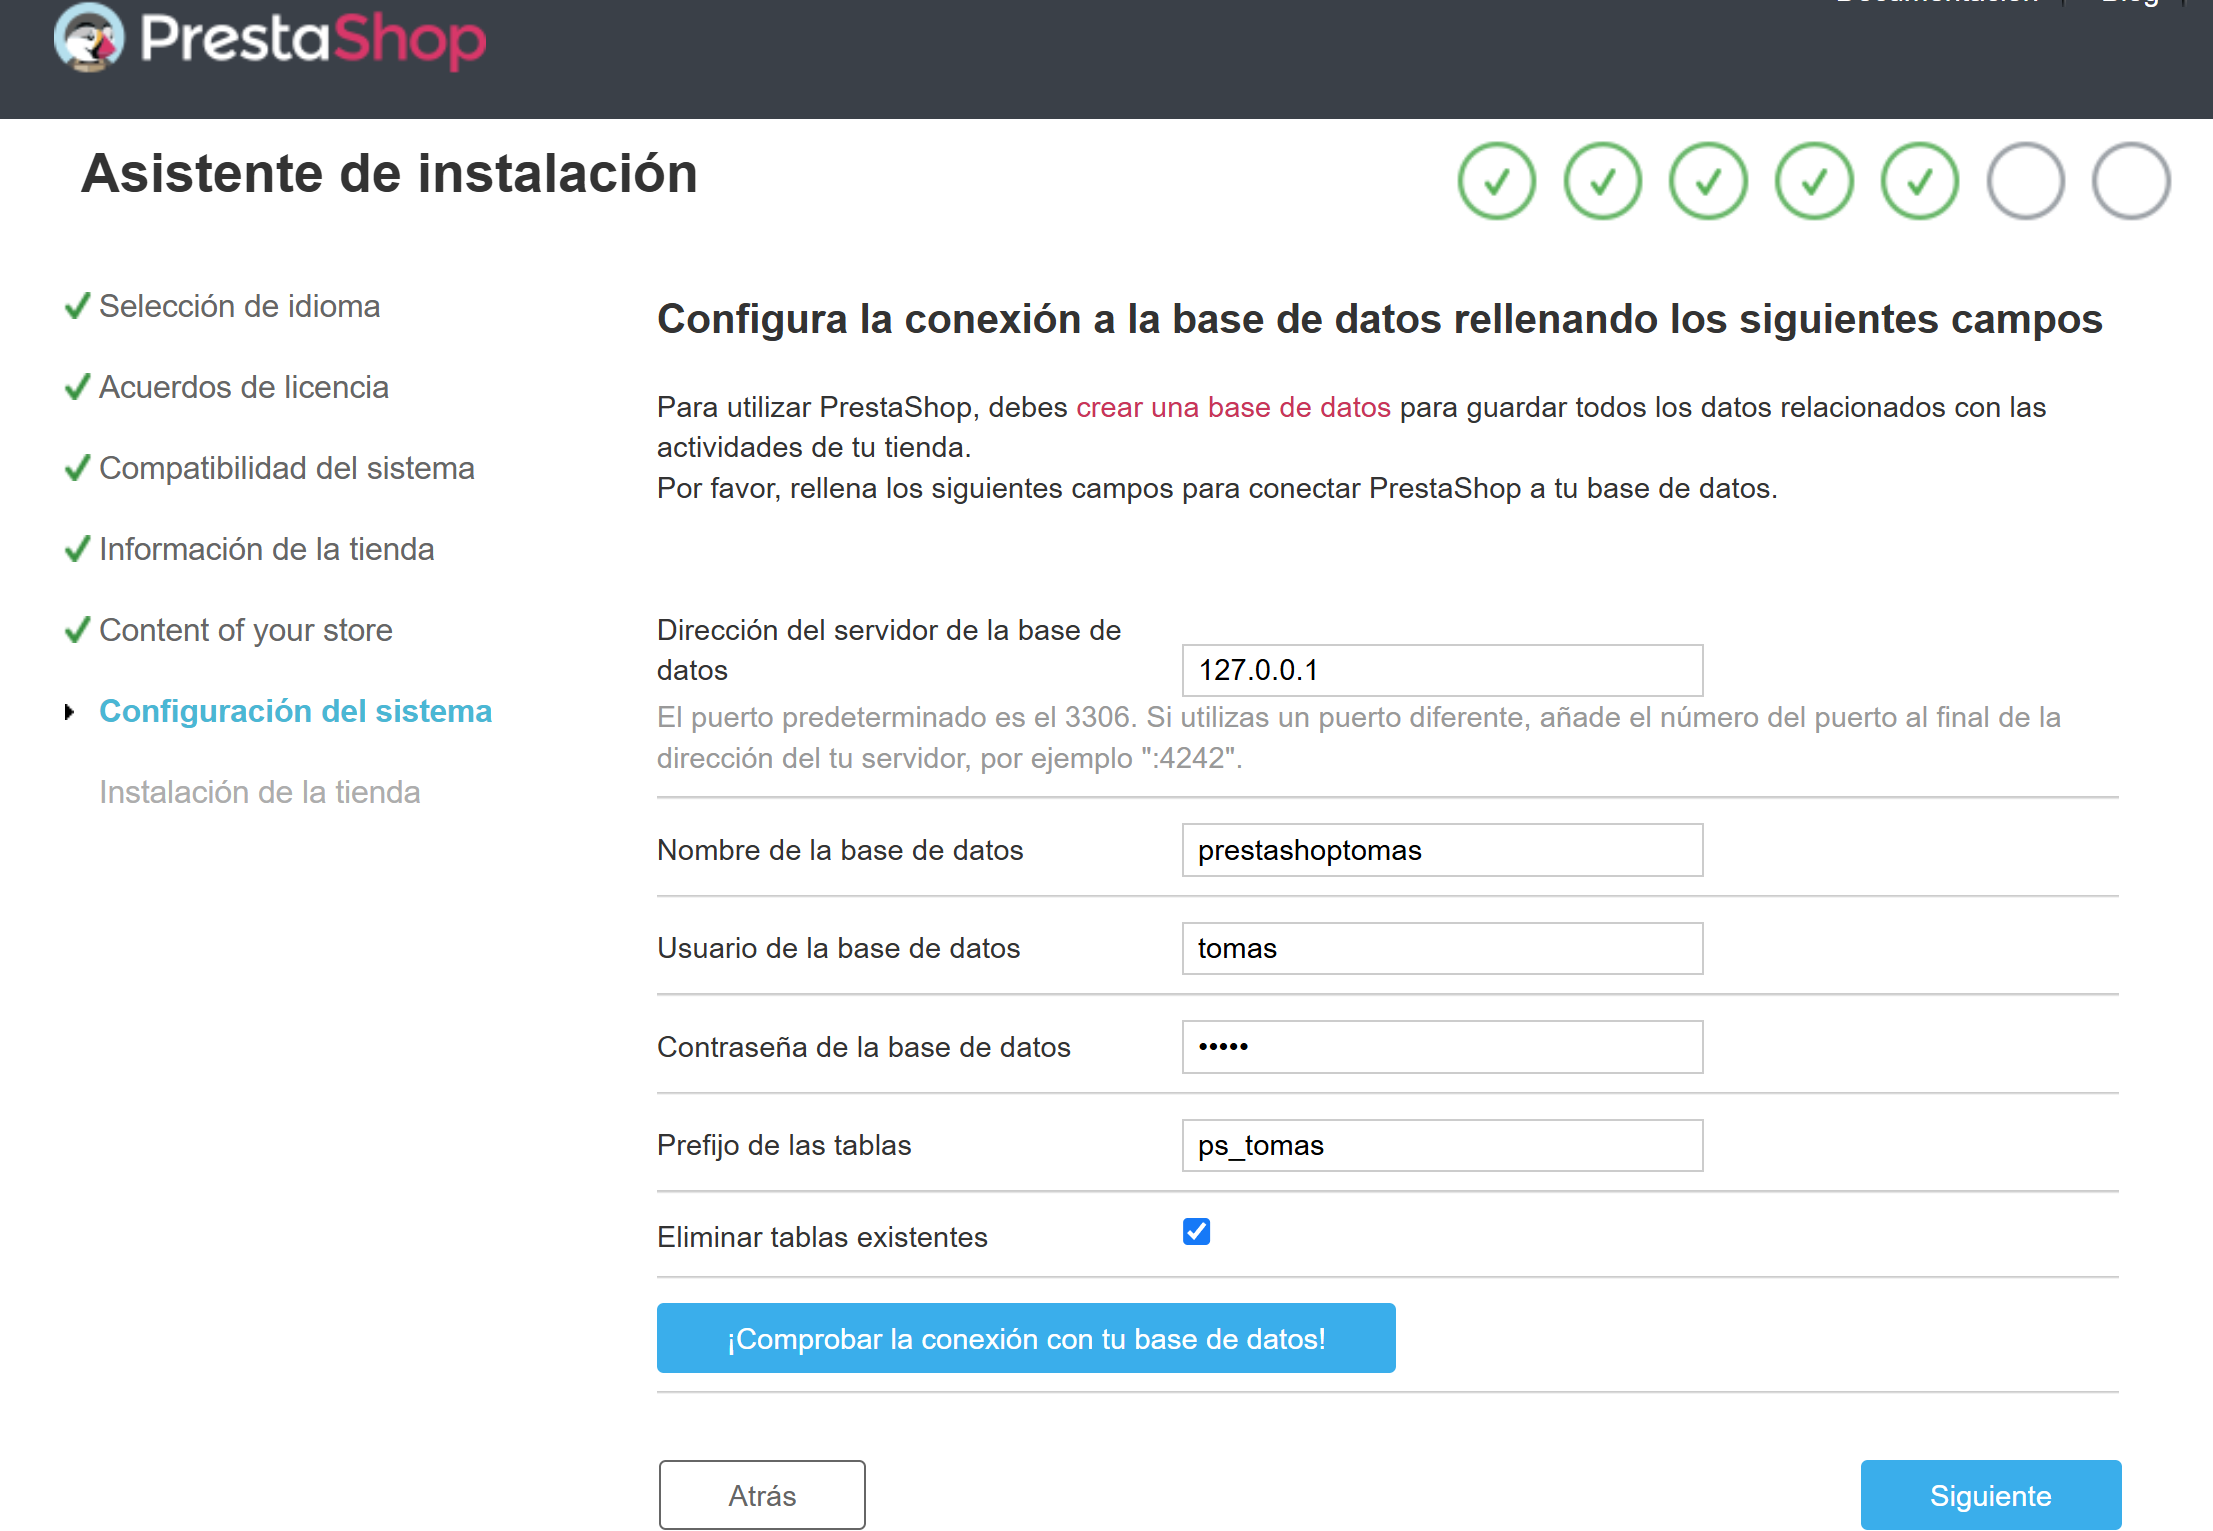 PrestaShop
Asistente de instalación
Selección de idioma
Acuerdos de licencia
Compatibilidad del sistema
Información de la tienda
Content of your store
Configuración del sistema
Instalación de la tienda
Configura la conexión a la base de datos rellenando los siguientes campos
Para utilizar PrestaShop, debes crear una base de datos para guardar todos los datos relacionados con las
actividades de tu tienda.
Por favor, rellena los siguientes campos para conectar PrestaShop a tu base de datos.
Dirección del servidor de la base de
datos
127.0.0.1
El puerto predeterminado es el 3306. Si utilizas un puerto diferente, añade el número del puerto al final de la
dirección del tu servidor, por ejemplo ":4242".
Nombre de la base de datos
prestashoptomas
Usuario de la base de datos
tomas
Contraseña de la base de datos
•••••
Prefijo de las tablas
ps_tomas
Eliminar tablas existentes
¡Comprobar la conexión con tu base de datos!
Atrás
Siguiente